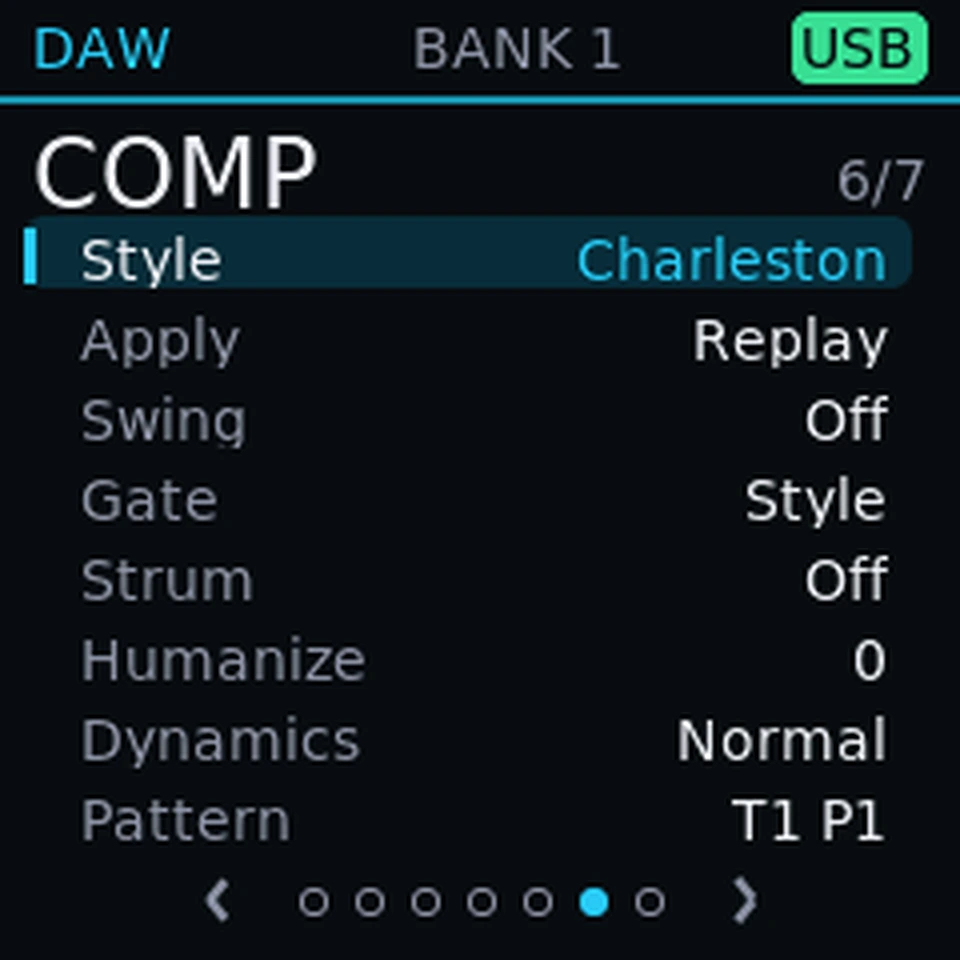 DAW BANK 1 USB
COMP 6/7
Style Charleston
Apply Replay
Swing Off
Gate Style
Strum Off
Humanize 0
Dynamics Normal
Pattern T1 P1